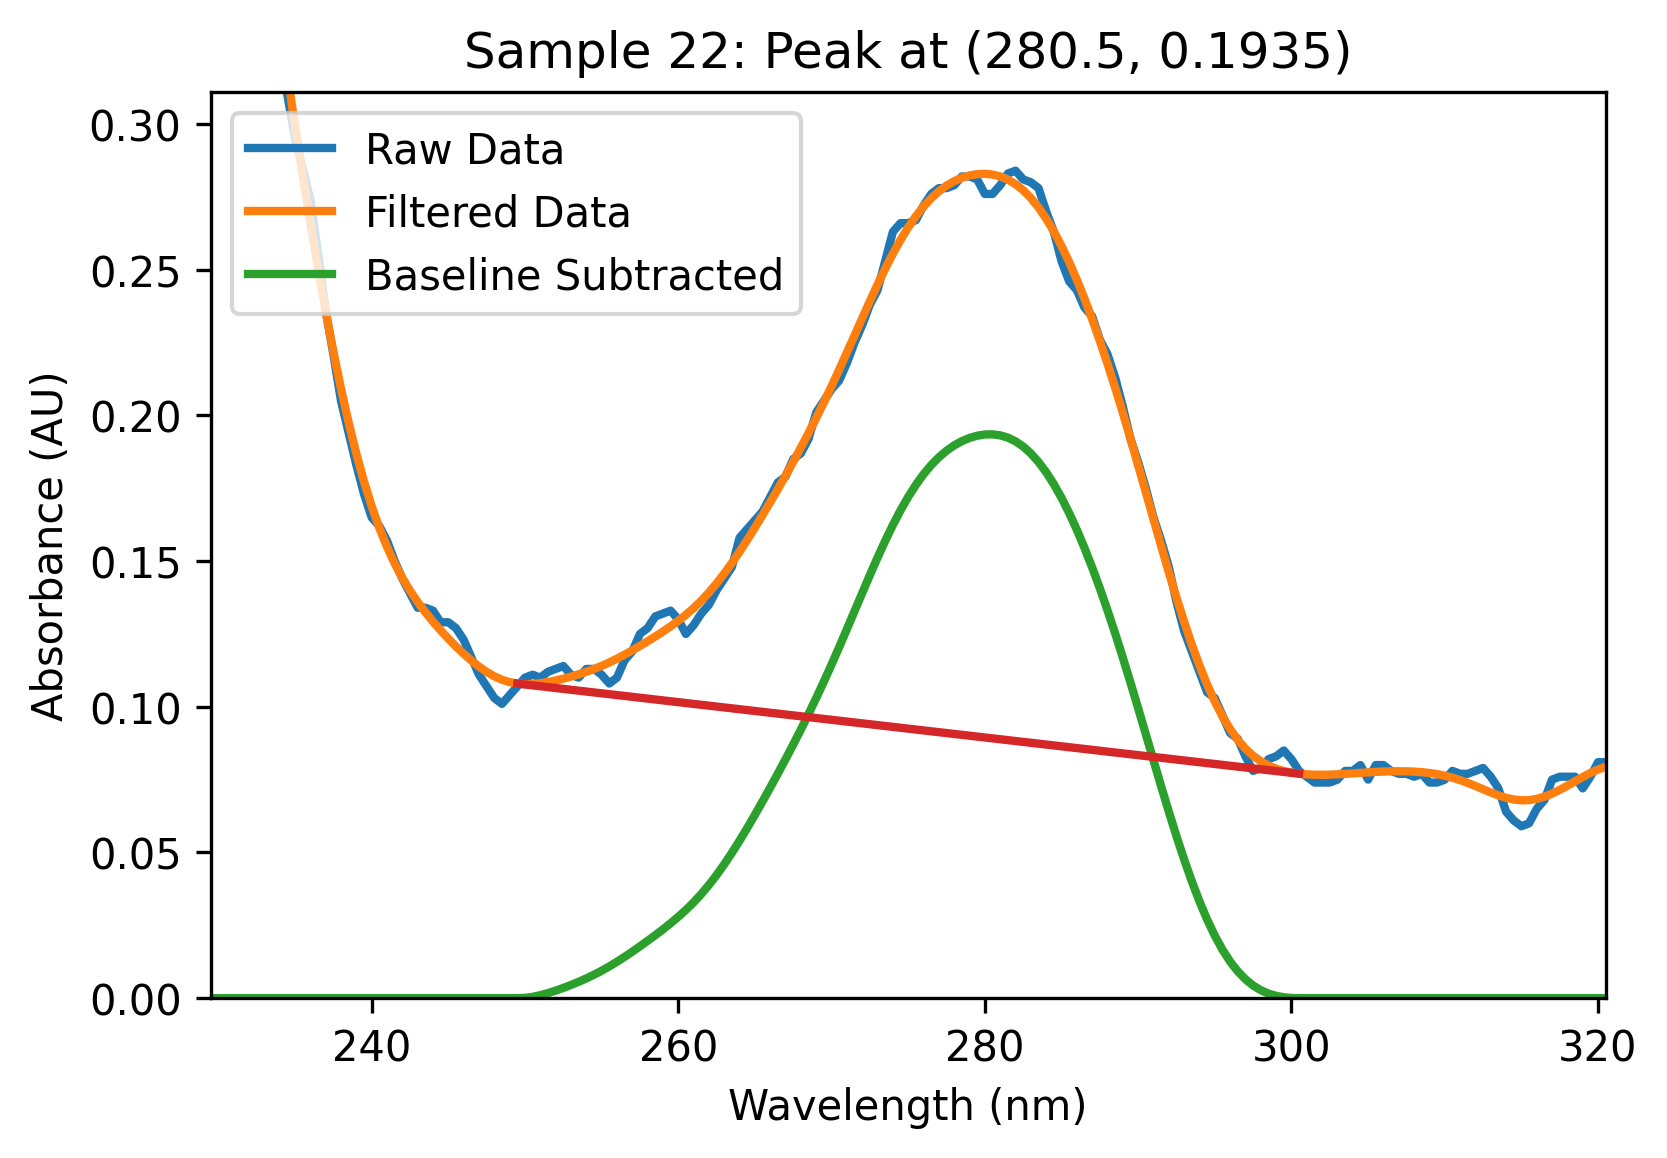 Sample 22: Peak at (280.5, 0.1935)
Raw Data
Filtered Data
Baseline Subtracted
Absorbance (AU)
0.30
0.25
0.20
0.15
0.10
0.05
0.00
240 260 280 300 320
Wavelength (nm)